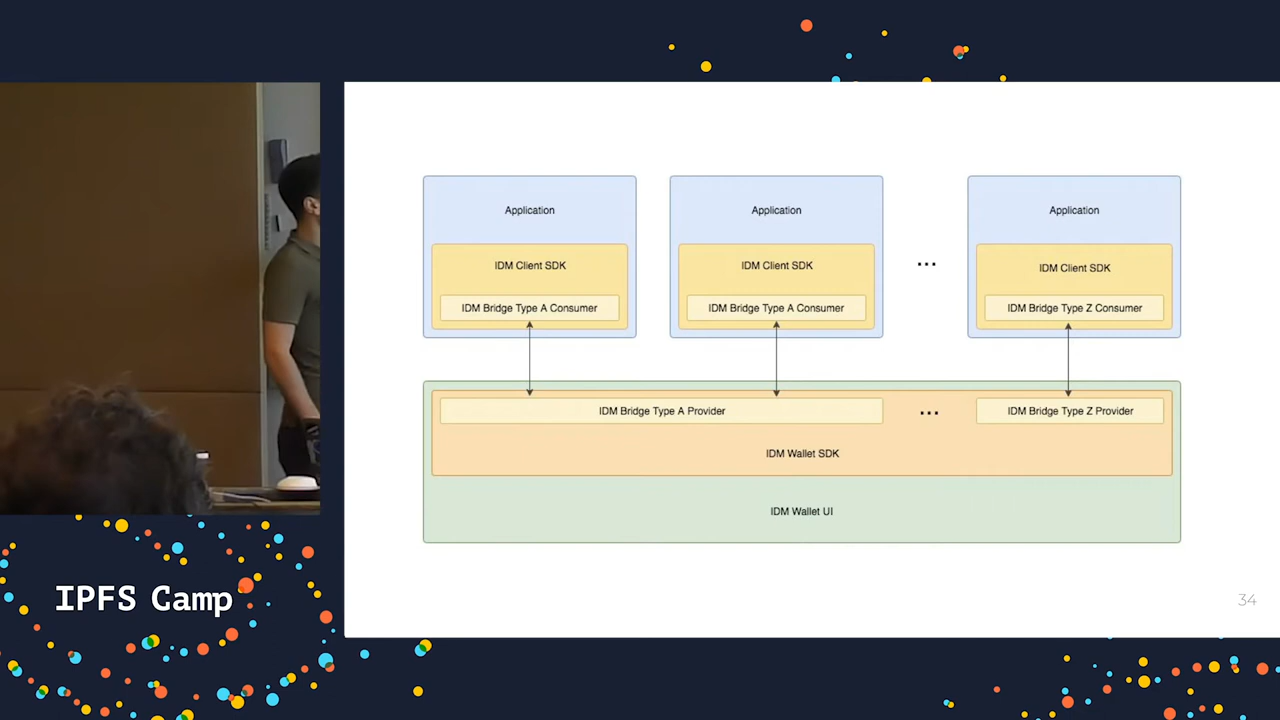 Application
Application
Application
IDM Client SDK
IDM Client SDK
...
IDM Client SDK
IDM Bridge Type A Consumer
IDM Bridge Type A Consumer
IDM Bridge Type Z Consumer
IDM Bridge Type A Provider
...
IDM Bridge Type Z Provider
IDM Wallet SDK
IDM Wallet UI
34
IPFS Camp